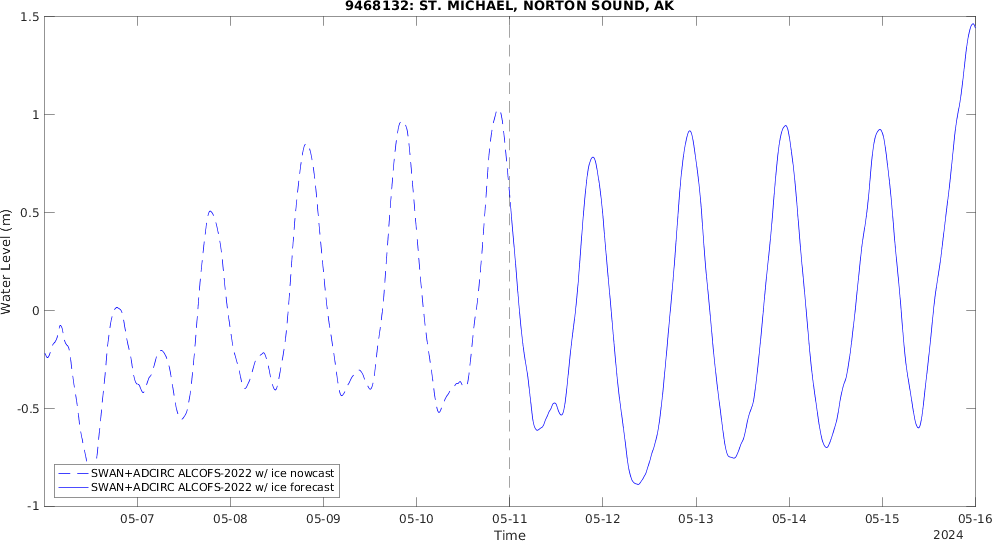 9468132: ST. MICHAEL, NORTON SOUND, AK
1.5
1
0.5
0
-0.5
-1
Water Level (m)
SWAN+ADCIRC ALCOFS-2022 w/ ice nowcast
SWAN+ADCIRC ALCOFS-2022 w/ ice forecast
05-07 05-08 05-09 05-10 05-11 05-12 05-13 05-14 05-15 05-16
Time
2024